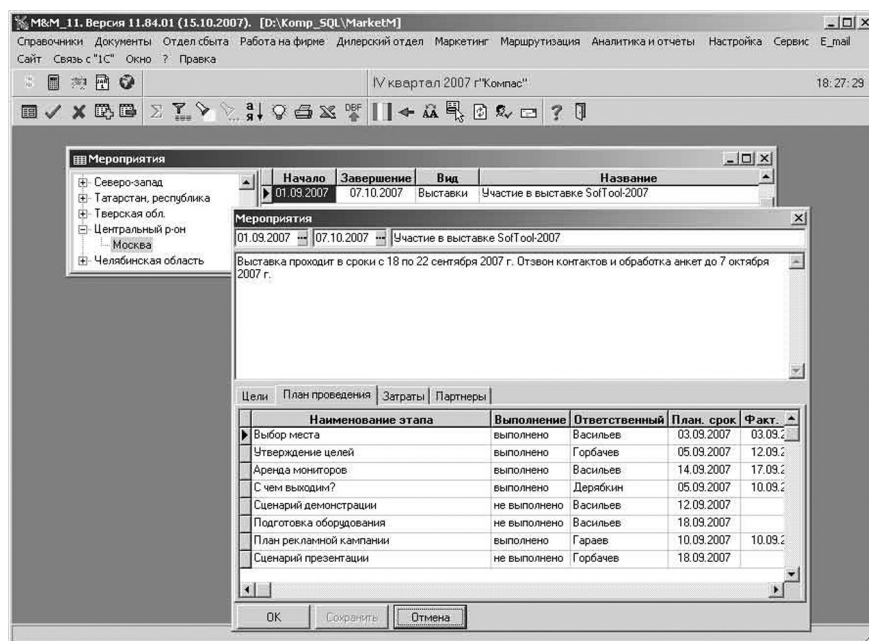 M&M_11. Версия 11.84.01 (15.10.2007). [D:\Komp_SQL\MarketM]
Справочники Документы Отдел сбыта Работа на фирме Дилерский отдел Маркетинг Маршрутизация Аналитика и отчеты Настройка Сервис E_mail
Сайт Связь с "1С" Окно ? Правка
IV квартал 2007 г "Компас" 18:27:29
Мероприятия
Северо-запад
Татарстан, республика
Тверская обл.
Центральный р-он
Москва
Челябинская область
Начало Завершение Вид Название
01.09.2007 07.10.2007 Выставки Участие в выставке SofTool-2007
Мероприятия
01.09.2007 07.10.2007 Участие в выставке SofTool-2007
Выставка проходит в сроки с 18 по 22 сентября 2007 г. Отзвон контактов и обработка анкет до 7 октября
2007 г.
Цели План проведения Затраты Партнеры
Наименование этапа Выполнение Ответственный План. срок Факт.
Выбор места выполнено Васильев 03.09.2007 03.09.2
Утверждение целей выполнено Горбачев 05.09.2007 12.09.2
Аренда мониторов выполнено Васильев 14.09.2007 17.09.2
С чем выходим? выполнено Дерябкин 05.09.2007 10.09.2
Сценарий демонстрации не выполнено Васильев 12.09.2007
Подготовка оборудования не выполнено Васильев 18.09.2007
План рекламной кампании выполнено Гараев 10.09.2007 10.09.2
Сценарий презентации не выполнено Горбачев 18.09.2007
OK Сохранить Отмена